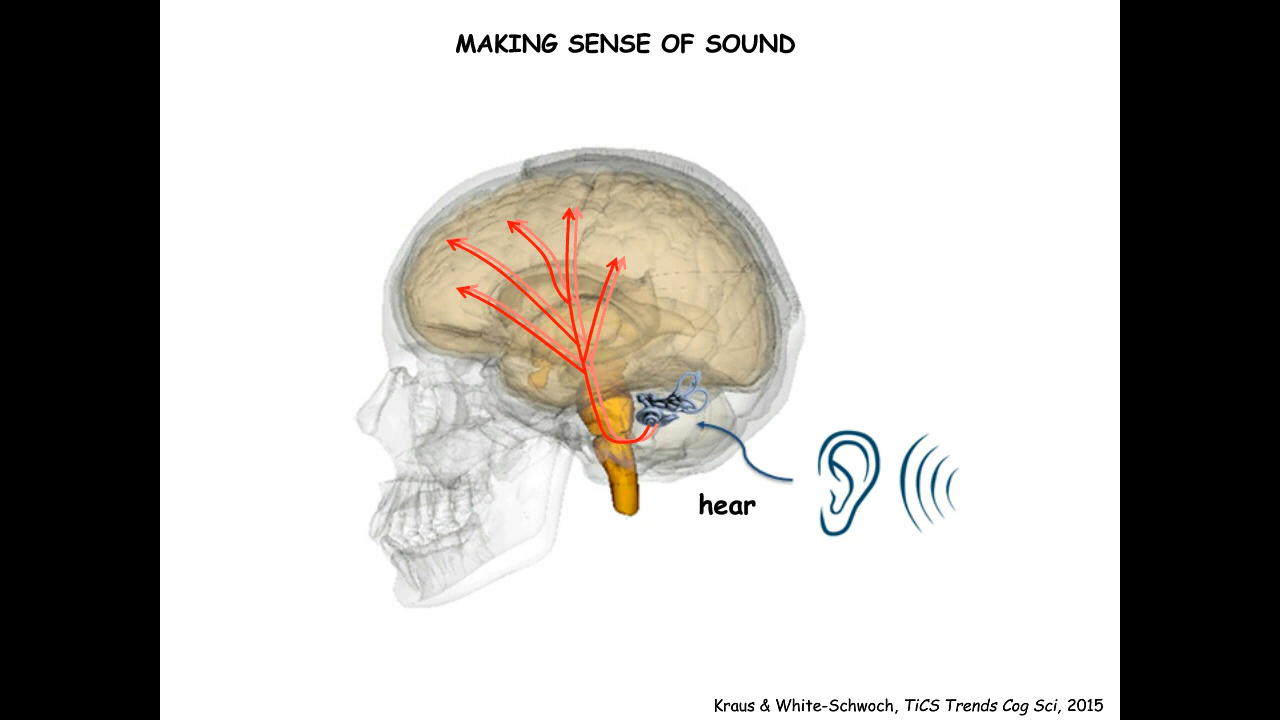 MAKING SENSE OF SOUND
hear
Kraus & White-Schwoch, TiCS Trends Cog Sci, 2015